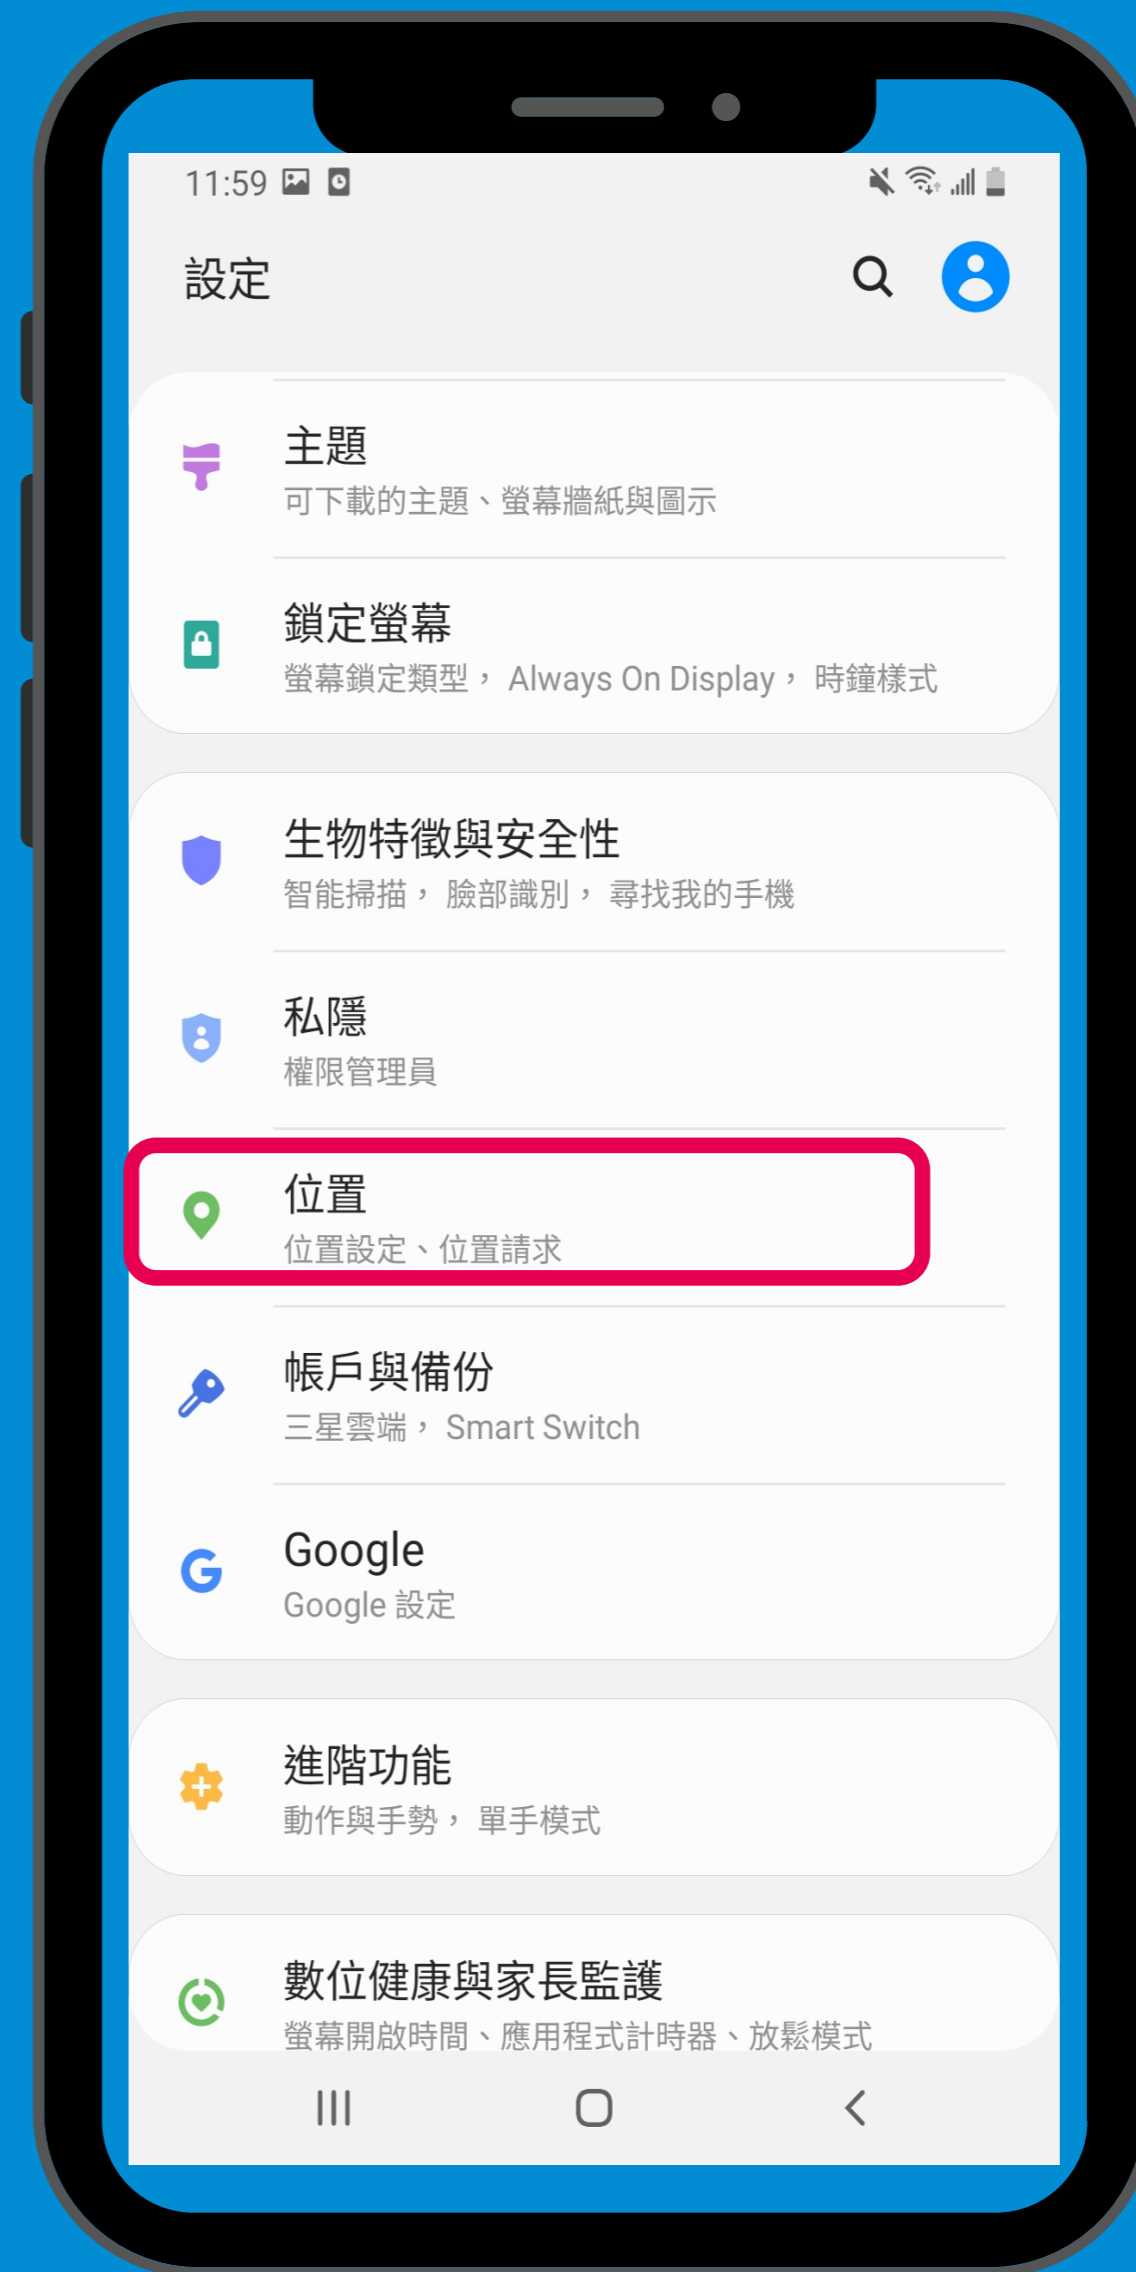 11:59
設定
主題
可下載的主題、螢幕牆紙與圖示
鎖定螢幕
螢幕鎖定類型， Always On Display， 時鐘樣式
生物特徵與安全性
智能掃描， 臉部識別， 尋找我的手機
私隱
權限管理員
位置
位置設定、位置請求
帳戶與備份
三星雲端， Smart Switch
Google
Google 設定
進階功能
動作與手勢， 單手模式
數位健康與家長監護
螢幕開啟時間、應用程式計時器、放鬆模式